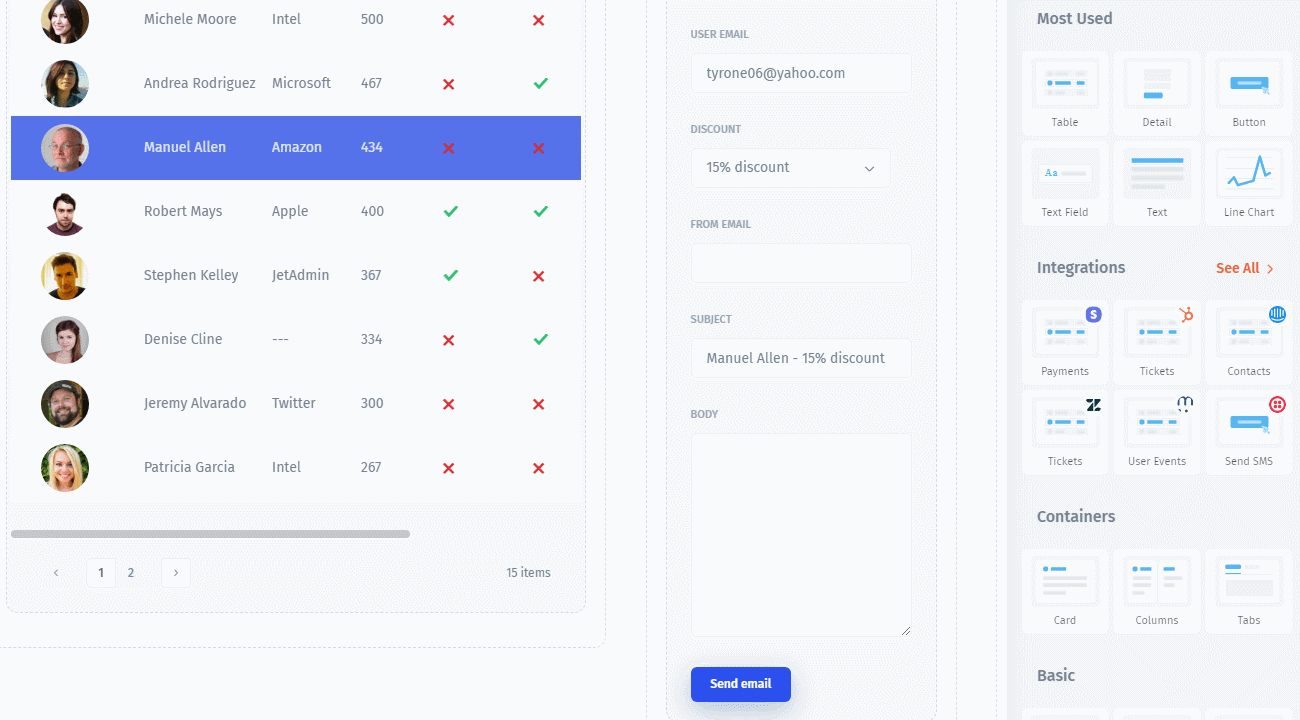 Michele Moore Intel 500
Andrea Rodriguez Microsoft 467
Manuel Allen Amazon 434
Robert Mays Apple 400
Stephen Kelley JetAdmin 367
Denise Cline --- 334
Jeremy Alvarado Twitter 300
Patricia Garcia Intel 267
1 2 15 items
USER EMAIL
tyrone06@yahoo.com
DISCOUNT
15% discount
FROM EMAIL
SUBJECT
Manuel Allen - 15% discount
BODY
Send email
Most Used
Table Detail Button
Aa
Text Field Text Line Chart
Integrations See All
S
Payments Tickets Contacts
Tickets User Events Send SMS
Containers
Card Columns Tabs
Basic